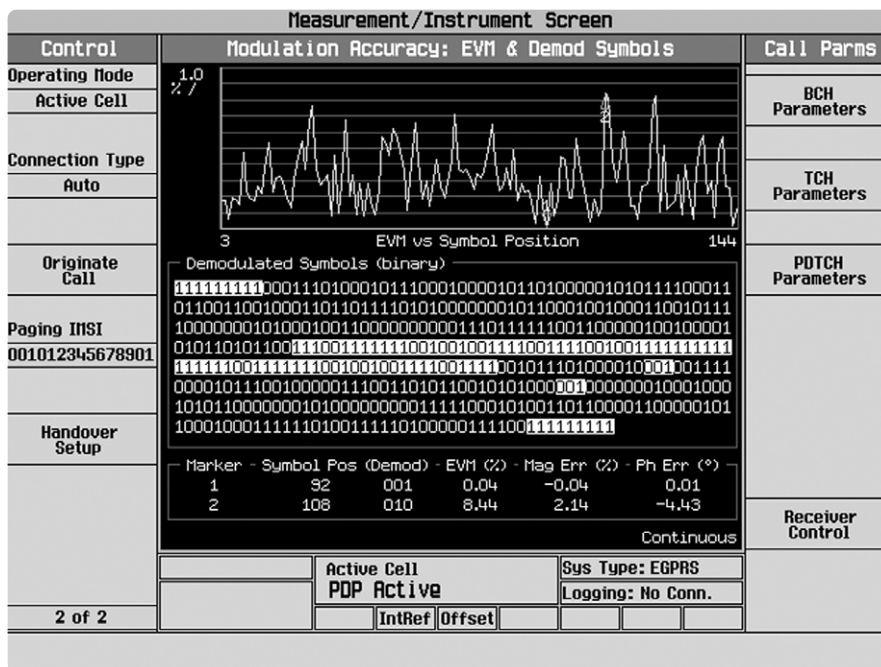 Measurement/Instrument Screen
Control
Operating Mode
Active Cell
Connection Type
Auto
Originate
Call
Paging IMSI
001012345678901
Handover
Setup
2 of 2
Modulation Accuracy: EVM & Demod Symbols
1.0
% /
2
1
3
EVM vs Symbol Position
144
Demodulated Symbols (binary)
Marker - Symbol Pos (Demod) - EVM (%) - Mag Err (%) - Ph Err (°)
1 92 001 0.04 -0.04 0.01
2 108 010 8.44 2.14 -4.43
Continuous
Active Cell
PDP Active
IntRef Offset
Sys Type: EGPRS
Logging: No Conn.
Call Parms
BCH
Parameters
TCH
Parameters
PDTCH
Parameters
Receiver
Control